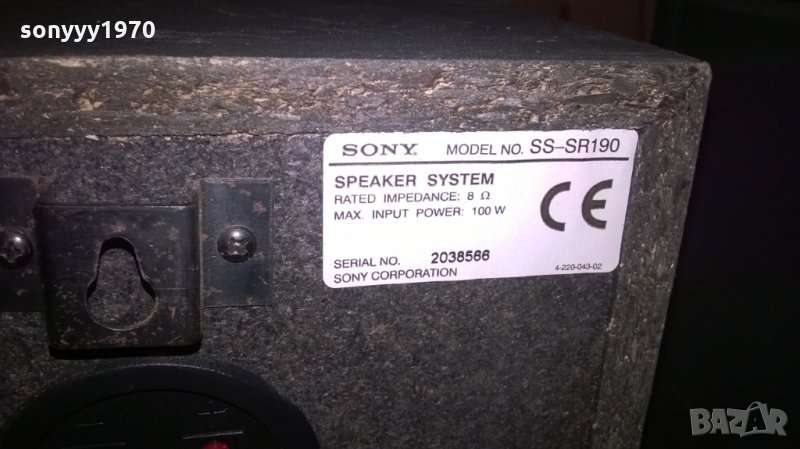 sonyyy1970
SONY MODEL NO. SS-SR190
SPEAKER SYSTEM
RATED IMPEDANCE: 8 Ω
MAX. INPUT POWER: 100 W
CE
SERIAL NO. 2038566
SONY CORPORATION
4-220-043-02
BAZAR